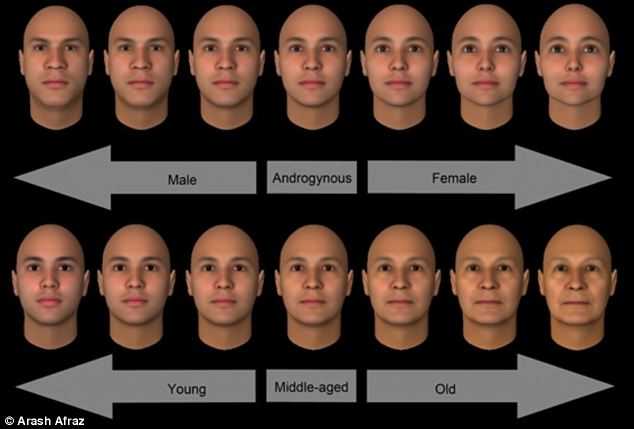 Male Androgynous Female
Young Middle-aged Old
© Arash Afraz